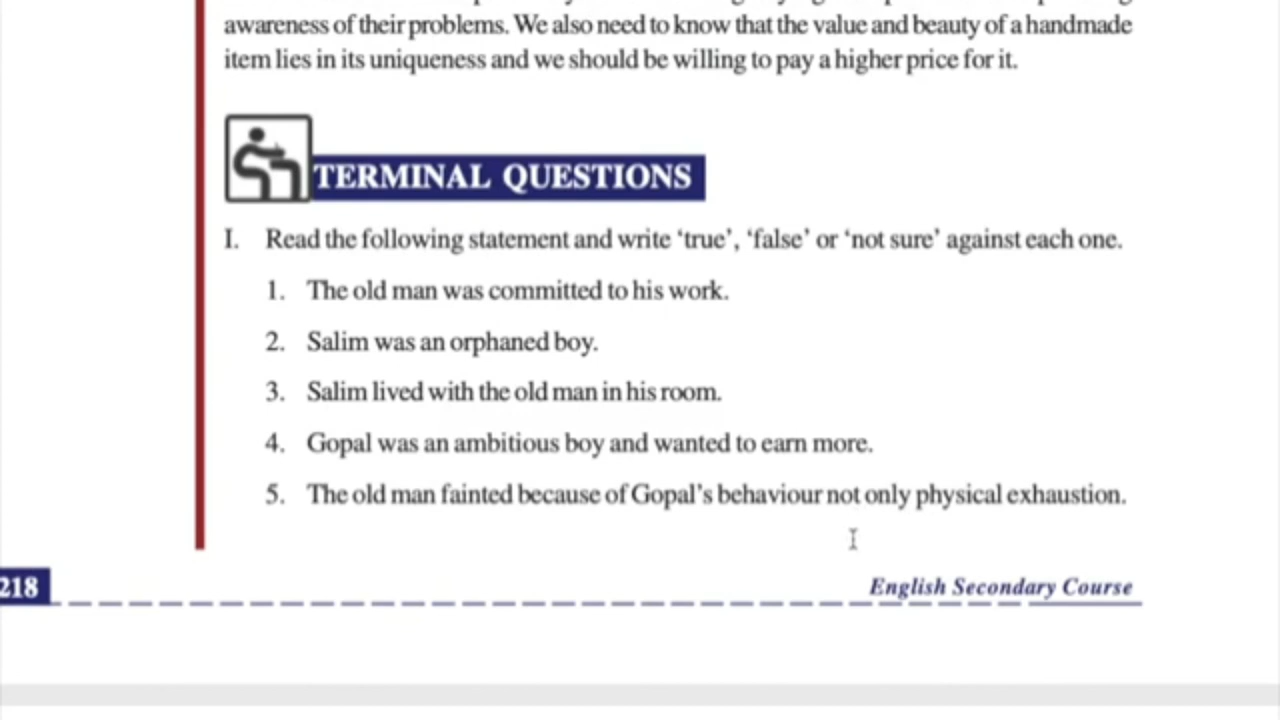 awareness of their problems. We also need to know that the value and beauty of a handmade
item lies in its uniqueness and we should be willing to pay a higher price for it.
TERMINAL QUESTIONS
I. Read the following statement and write ‘true’, ‘false’ or ‘not sure’ against each one.
1. The old man was committed to his work.
2. Salim was an orphaned boy.
3. Salim lived with the old man in his room.
4. Gopal was an ambitious boy and wanted to earn more.
5. The old man fainted because of Gopal’s behaviour not only physical exhaustion.
218
English Secondary Course